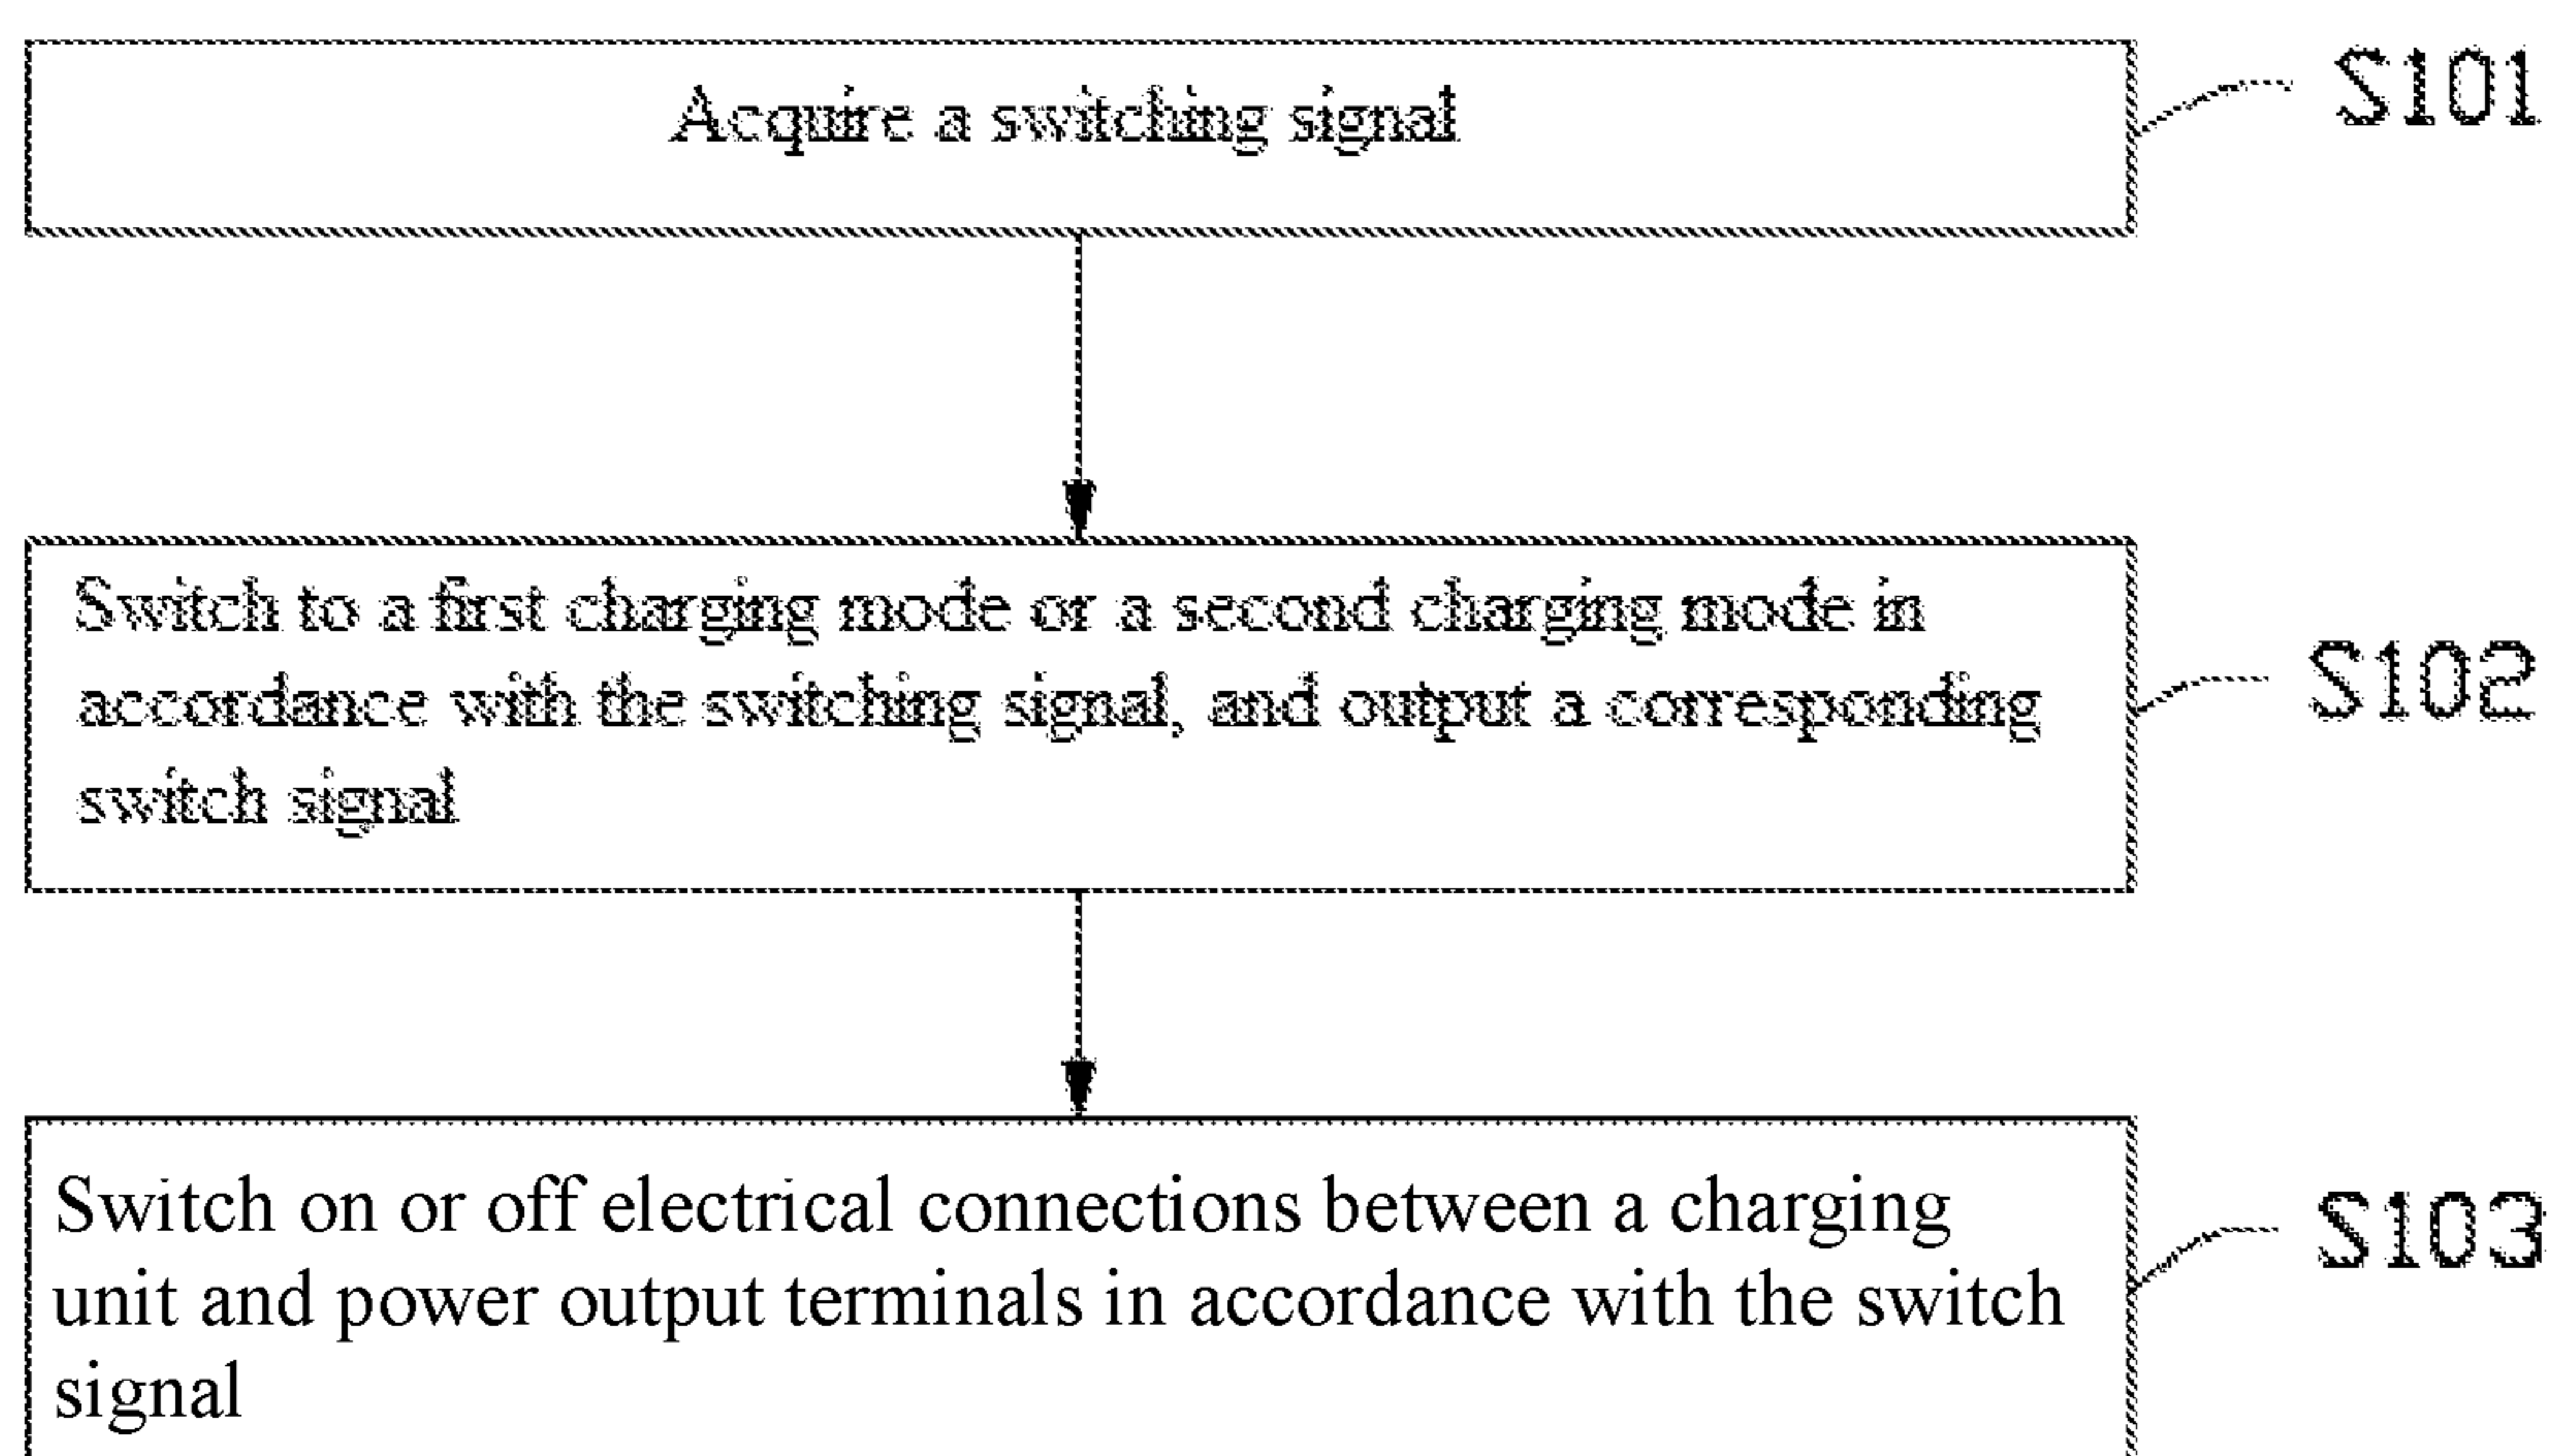 Acquire a switching signal
S101
Switch to a first charging mode or a second charging mode in
accordance with the switching signal, and output a corresponding
switch signal
S102
Switch on or off electrical connections between a charging
unit and power output terminals in accordance with the switch
signal
S103